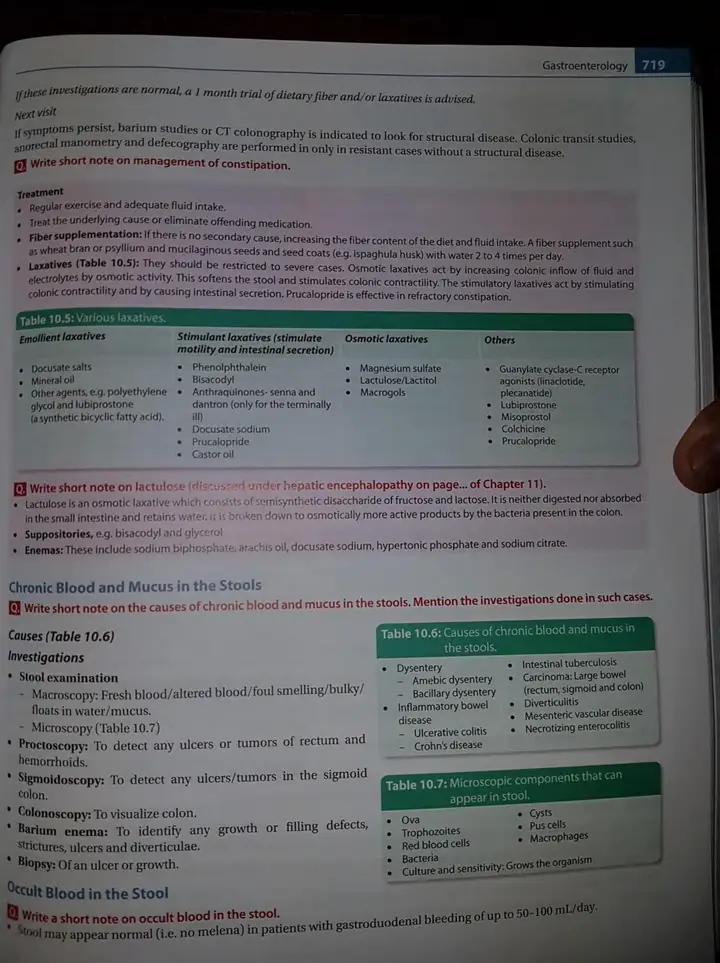 Gastroenterology 719
If these investigations are normal, a 1 month trial of dietary fiber and/or laxatives is advised.
Next visit
If symptoms persist, barium studies or CT colonography is indicated to look for structural disease. Colonic transit studies,
anorectal manometry and defecography are performed in only in resistant cases without a structural disease.
Q. Write short note on management of constipation.
Treatment
• Regular exercise and adequate fluid intake.
• Treat the underlying cause or eliminate offending medication.
• Fiber supplementation: If there is no secondary cause, increasing the fiber content of the diet and fluid intake. A fiber supplement such
as wheat bran or psyllium and mucilaginous seeds and seed coats (e.g. ispaghula husk) with water 2 to 4 times per day.
• Laxatives (Table 10.5): They should be restricted to severe cases. Osmotic laxatives act by increasing colonic inflow of fluid and
electrolytes by osmotic activity. This softens the stool and stimulates colonic contractility. The stimulatory laxatives act by stimulating
colonic contractility and by causing intestinal secretion. Prucalopride is effective in refractory constipation.
Table 10.5: Various laxatives.
Emollient laxatives
• Docusate salts
• Mineral oil
• Other agents, e.g. polyethylene
glycol and lubiprostone
(a synthetic bicyclic fatty acid).
Stimulant laxatives (stimulate
motility and intestinal secretion)
• Phenolphthalein
• Bisacodyl
• Anthraquinones- senna and
dantron (only for the terminally
ill)
• Docusate sodium
• Prucalopride
• Castor oil
Osmotic laxatives
• Magnesium sulfate
• Lactulose/Lactitol
• Macrogols
Others
• Guanylate cyclase-C receptor
agonists (linaclotide,
plecanatide)
• Lubiprostone
• Misoprostol
• Colchicine
• Prucalopride
Q. Write short note on lactulose (discussed under hepatic encephalopathy on page... of Chapter 11).
• Lactulose is an osmotic laxative which consists of semisynthetic disaccharide of fructose and lactose. It is neither digested nor absorbed
in the small intestine and retains water. It is broken down to osmotically more active products by the bacteria present in the colon.
• Suppositories, e.g. bisacodyl and glycerol
• Enemas: These include sodium biphosphate, arachis oil, docusate sodium, hypertonic phosphate and sodium citrate.
Chronic Blood and Mucus in the Stools
Q. Write short note on the causes of chronic blood and mucus in the stools. Mention the investigations done in such cases.
Causes (Table 10.6)
Investigations
• Stool examination
– Macroscopy: Fresh blood/altered blood/foul smelling/bulky/
floats in water/mucus.
– Microscopy (Table 10.7)
• Proctoscopy: To detect any ulcers or tumors of rectum and
hemorrhoids.
• Sigmoidoscopy: To detect any ulcers/tumors in the sigmoid
colon.
• Colonoscopy: To visualize colon.
• Barium enema: To identify any growth or filling defects,
strictures, ulcers and diverticulae.
• Biopsy: Of an ulcer or growth.
Table 10.6: Causes of chronic blood and mucus in
the stools.
• Dysentery
– Amebic dysentery
– Bacillary dysentery
• Inflammatory bowel
disease
– Ulcerative colitis
– Crohn's disease
• Intestinal tuberculosis
• Carcinoma: Large bowel
(rectum, sigmoid and colon)
• Diverticulitis
• Mesenteric vascular disease
• Necrotizing enterocolitis
Table 10.7: Microscopic components that can
appear in stool.
• Ova
• Trophozoites
• Red blood cells
• Bacteria
• Cysts
• Pus cells
• Macrophages
• Culture and sensitivity: Grows the organism
Occult Blood in the Stool
Q. Write a short note on occult blood in the stool.
• Stool may appear normal (i.e. no melena) in patients with gastroduodenal bleeding of up to 50–100 mL/day.